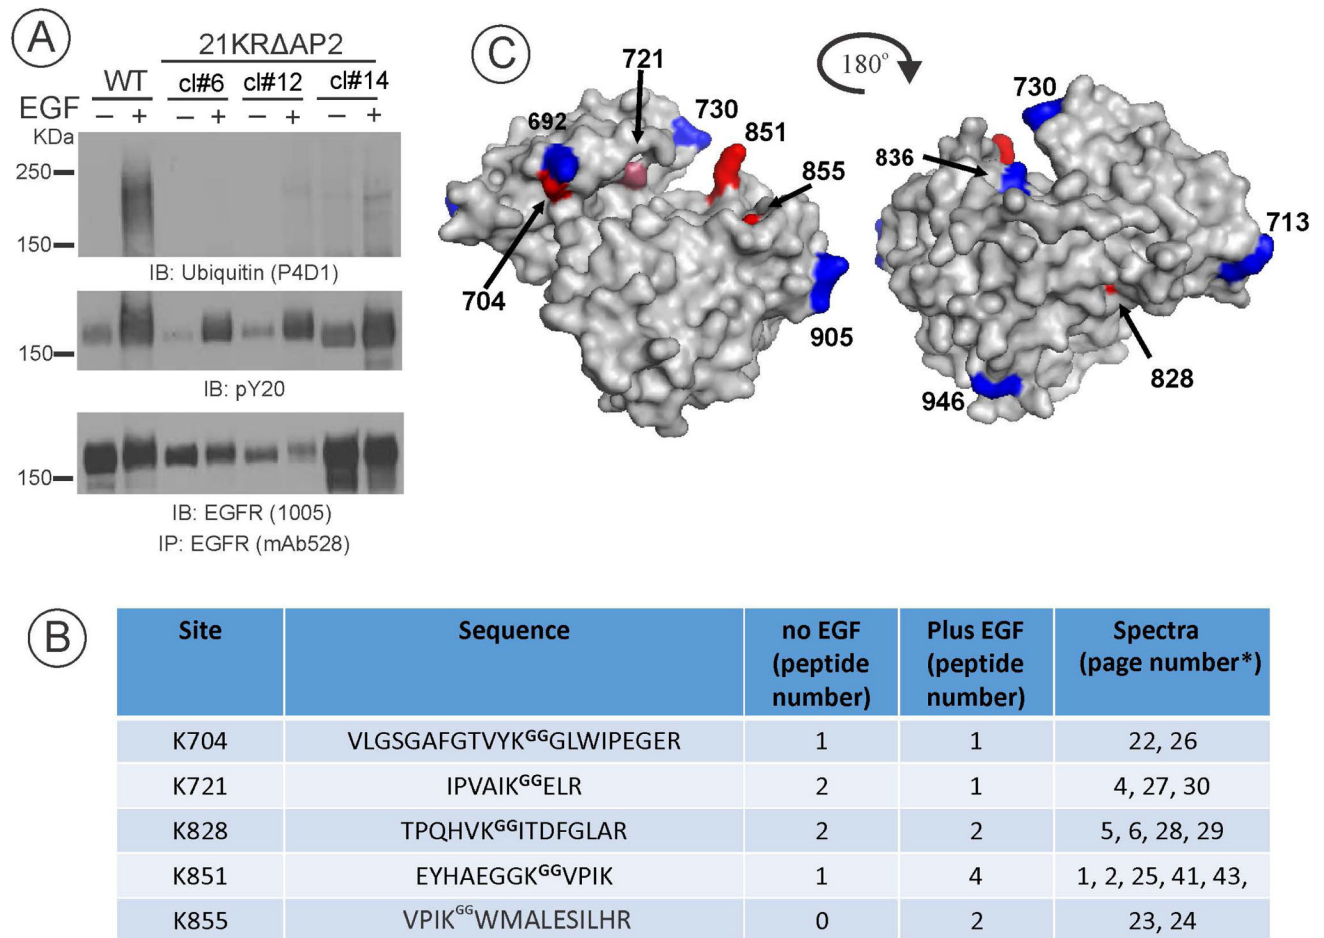 A
21KRΔAP2
WT cl#6 cl#12 cl#14
EGF − + − + − + − +
KDa
250
150
IB: Ubiquitin (P4D1)
150
IB: pY20
150
IB: EGFR (1005)
IP: EGFR (mAb528)
C
180°
721
692
730
851
855
704
905
730
836
713
828
946
B
Site Sequence no EGF (peptide number) Plus EGF (peptide number) Spectra (page number*)
K704 VLGSGAFGTVYKGGGLWIPEGER 1 1 22, 26
K721 IPVAIKGGELR 2 1 4, 27, 30
K828 TPQHVKGGITDFGLAR 2 2 5, 6, 28, 29
K851 EYHAEGGKGGVPIK 1 4 1, 2, 25, 41, 43,
K855 VPIKGGWMALESILHR 0 2 23, 24